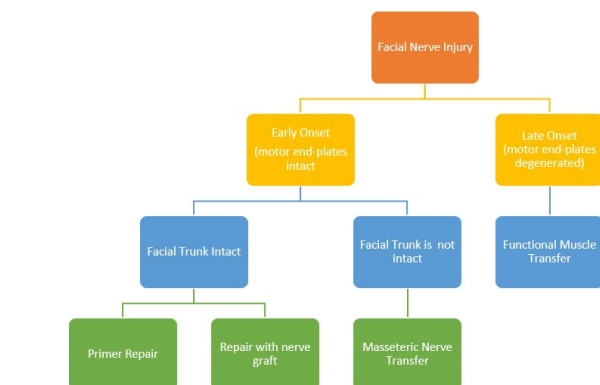 Facial Nerve Injury
Early Onset
(motor end-plates
intact
Late Onset
(motor end-plates
degenerated)
Facial Trunk Intact
Facial Trunk is not
intact
Functional Muscle
Transfer
Primer Repair
Repair with nerve
graft
Masseteric Nerve
Transfer